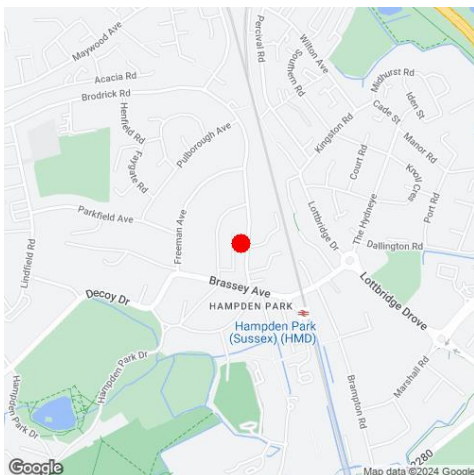 Maywood Ave
Percival Rd
Wilton Ave
Southern Rd
Acacia Rd
Brodrick Rd
Midhurst Rd
Iden St
Henfield Rd
Cade St
Pulborough Ave
Kingston Rd
Manor Rd
Faygate Rd
Court Rd
Knoll Cres
Port Rd
Parkfield Ave
Freeman Ave
Lottbridge Dr
The Hydneye
Dallington Rd
Lindfield Rd
Brassey Ave
Decoy Dr
HAMPDEN PARK
Lottbridge Drove
Hampden Park
(Sussex) (HMD)
Hampden Park Dr
Marshall Rd
Brampton Rd
Hampden
Park Dr
2280
Google
Map data ©2024 Google